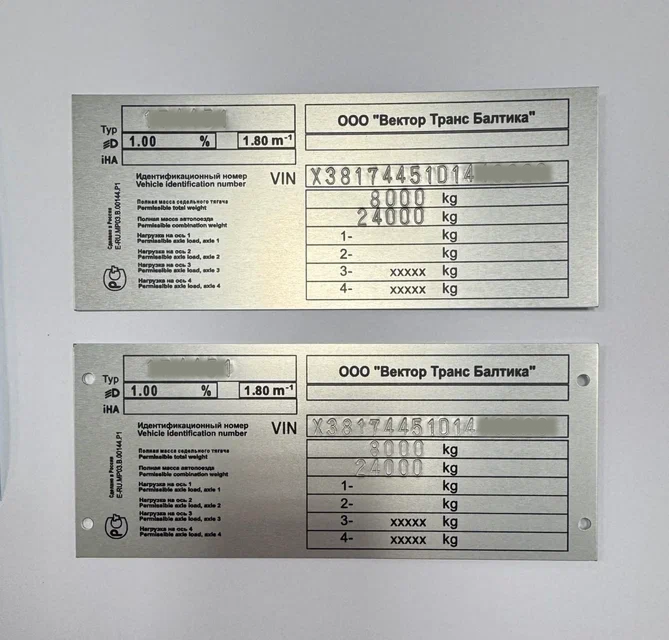 Typ
1.00 % 1.80 m⁻¹
iHA
ООО "Вектор Транс Балтика"
Идентификационный номер
Vehicle identification number
VIN X38174451D14
Полная масса седельного тягача
Permissible total weight
8000 kg
Полная масса автопоезда
Permissible combination weight
24000 kg
Нагрузка на ось 1
Permissible axle load, axle 1
1- kg
Нагрузка на ось 2
Permissible axle load, axle 2
2- kg
Нагрузка на ось 3
Permissible axle load, axle 3
3- xxxxx kg
Нагрузка на ось 4
Permissible axle load, axle 4
4- xxxxx kg
Сделано в России
E-RU.MP03.B.00144.P1
Typ
1.00 % 1.80 m⁻¹
iHA
ООО "Вектор Транс Балтика"
Идентификационный номер
Vehicle identification number
VIN X38174451D14
Полная масса седельного тягача
Permissible total weight
8000 kg
Полная масса автопоезда
Permissible combination weight
24000 kg
Нагрузка на ось 1
Permissible axle load, axle 1
1- kg
Нагрузка на ось 2
Permissible axle load, axle 2
2- kg
Нагрузка на ось 3
Permissible axle load, axle 3
3- xxxxx kg
Нагрузка на ось 4
Permissible axle load, axle 4
4- xxxxx kg
Сделано в России
E-RU.MP03.B.00144.P1